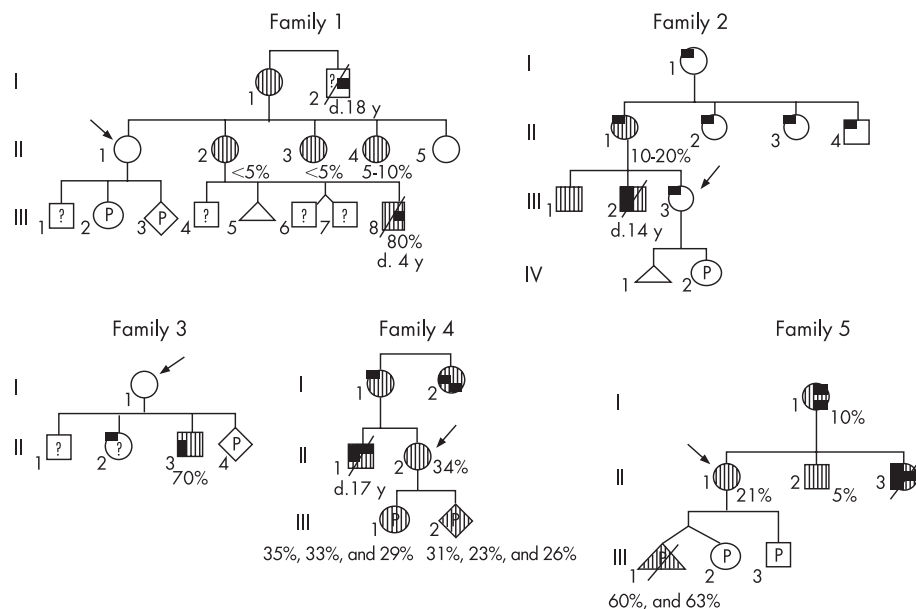 Family 1
I
1
?
2
d.18 y
II
1
2
<5%
3
<5%
4
5-10%
5
III
1
?
2
P
3
P
4
?
5
6
?
7
?
8
80%
d. 4 y
Family 2
I
1
II
1
10-20%
2
3
4
III
1
2
d.14 y
3
IV
1
2
P
Family 3
I
1
II
1
?
2
?
3
70%
4
P
Family 4
I
1
2
II
1
d.17 y
2
34%
III
1
P
2
P
35%, 33%, and 29% 31%, 23%, and 26%
Family 5
I
1
10%
II
1
21%
2
5%
3
III
1
P
2
P
3
P
60%, and 63%